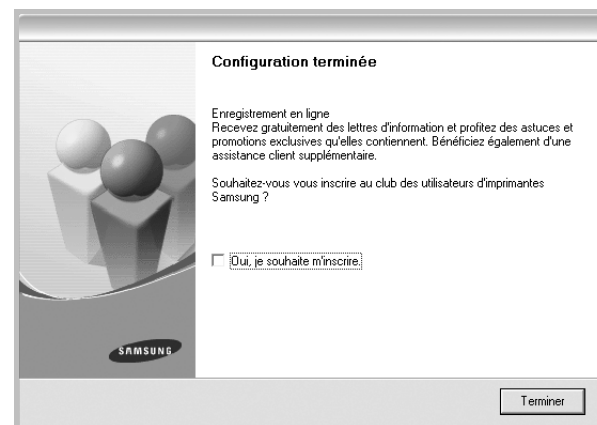 Configuration terminée
Enregistrement en ligne
Recevez gratuitement des lettres d'information et profitez des astuces et
promotions exclusives qu'elles contiennent. Bénéficiez également d'une
assistance client supplémentaire.
Souhaitez-vous vous inscrire au club des utilisateurs d'imprimantes
Samsung ?
Oui, je souhaite m'inscrire.
SAMSUNG
Terminer